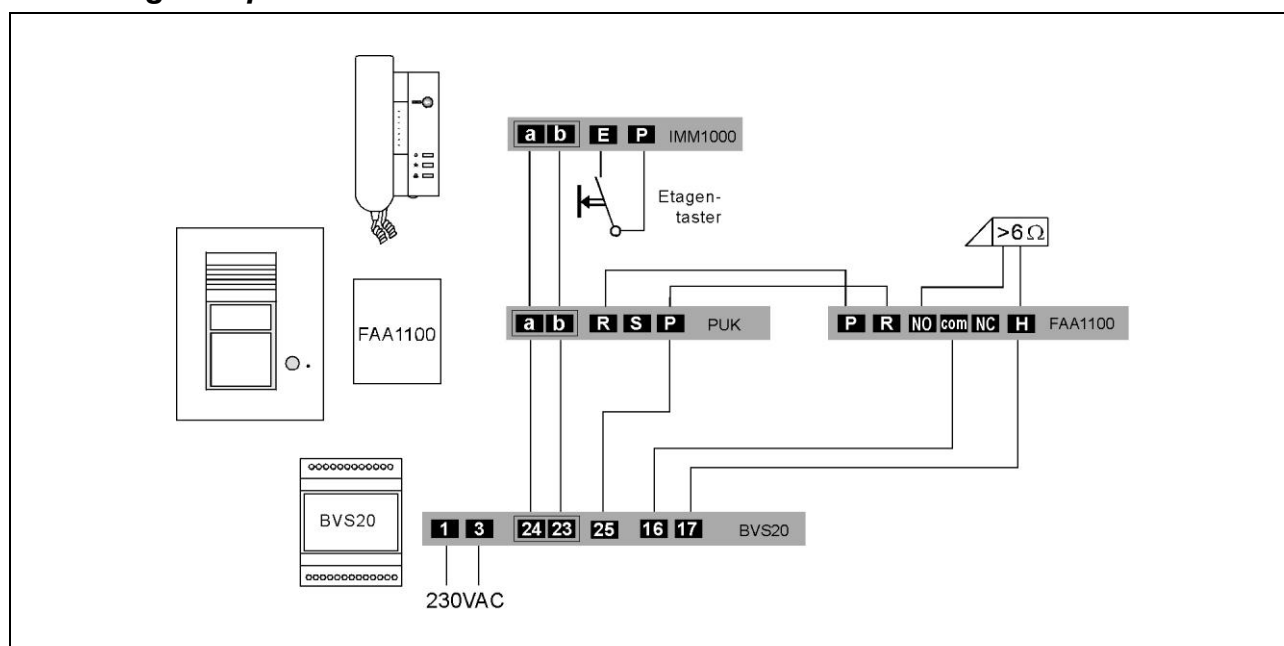 a b E P IMM1000
Etagen-
taster
>6 Ω
FAA1100
a b R S P PUK
P R NO com NC H FAA1100
BVS20
1 3 24 23 25 16 17 BVS20
230VAC